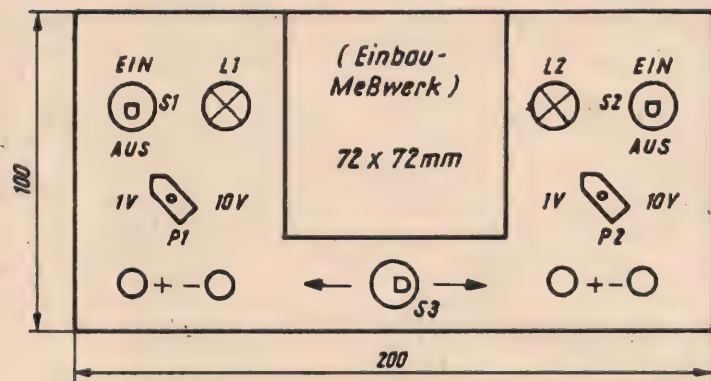 EIN L1
S1
AUS
1V 10V
P1
+ -
( Einbau-
Meßwerk )
72 x 72mm
L2 EIN
S2
AUS
1V 10V
P2
+ -
S3
100
200